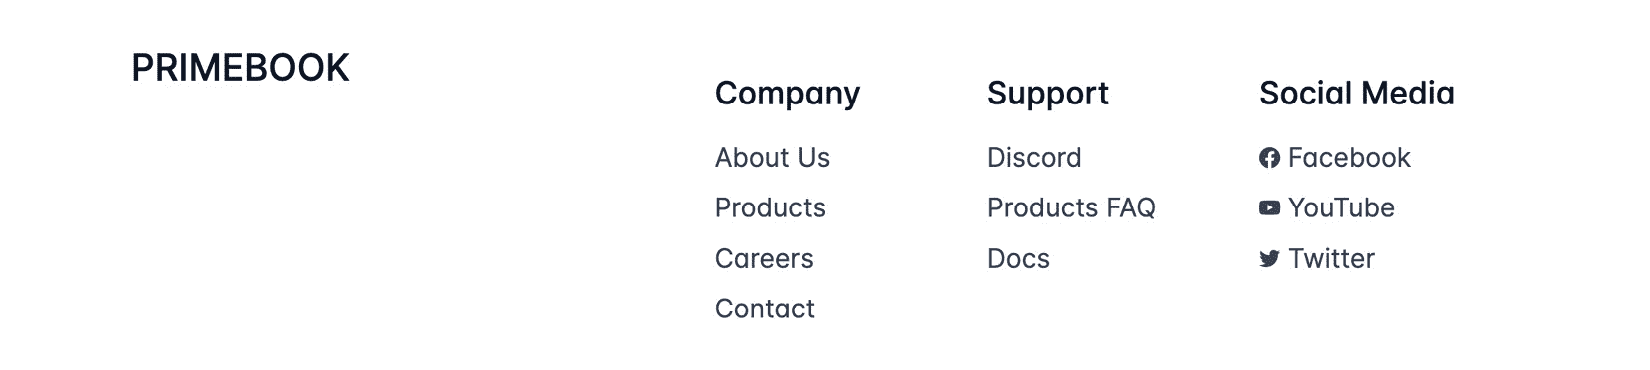 PRIMEBOOK
Company
About Us
Products
Careers
Contact
Support
Discord
Products FAQ
Docs
Social Media
Facebook
YouTube
Twitter